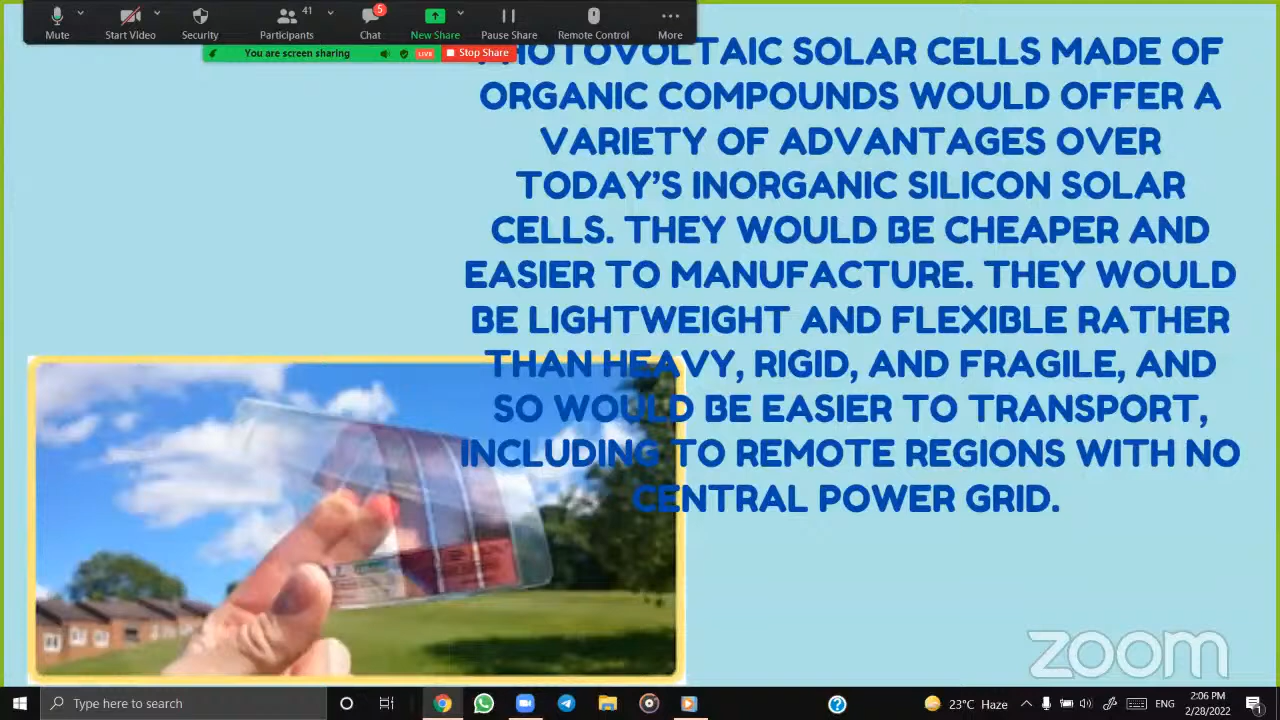 41
5
Mute
Start Video
Security
Participants
Chat
New Share
Pause Share
Remote Control
More
You are screen sharing
LIVE
Stop Share
PHOTOVOLTAIC SOLAR CELLS MADE OF
ORGANIC COMPOUNDS WOULD OFFER A
VARIETY OF ADVANTAGES OVER
TODAY’S INORGANIC SILICON SOLAR
CELLS. THEY WOULD BE CHEAPER AND
EASIER TO MANUFACTURE. THEY WOULD
BE LIGHTWEIGHT AND FLEXIBLE RATHER
THAN HEAVY, RIGID, AND FRAGILE, AND
SO WOULD BE EASIER TO TRANSPORT,
INCLUDING TO REMOTE REGIONS WITH NO
CENTRAL POWER GRID.
zoom
Type here to search
23°C Haze
ENG
2:06 PM
2/28/2022
1